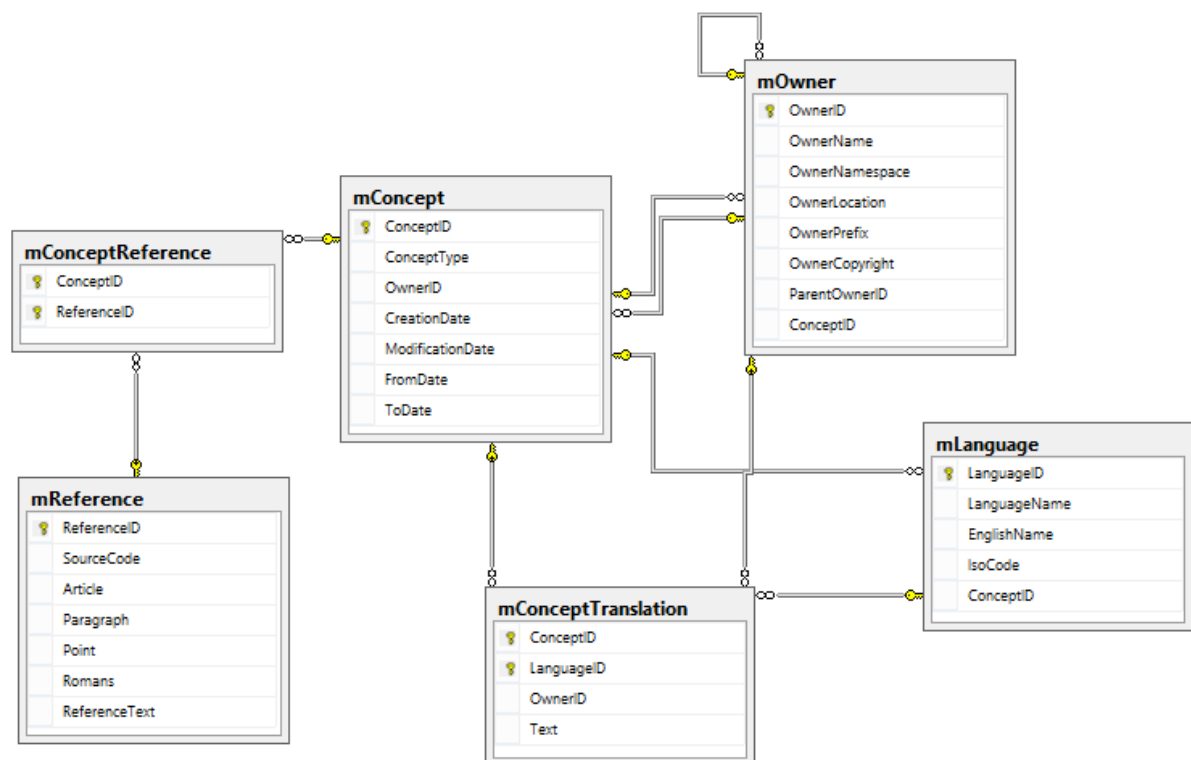 mOwner
OwnerID
OwnerName
OwnerNamespace
OwnerLocation
OwnerPrefix
OwnerCopyright
ParentOwnerID
ConceptID
mConcept
ConceptID
ConceptType
OwnerID
CreationDate
ModificationDate
FromDate
ToDate
mConceptReference
ConceptID
ReferenceID
mReference
ReferenceID
SourceCode
Article
Paragraph
Point
Romans
ReferenceText
mLanguage
LanguageID
LanguageName
EnglishName
IsoCode
ConceptID
mConceptTranslation
ConceptID
LanguageID
OwnerID
Text